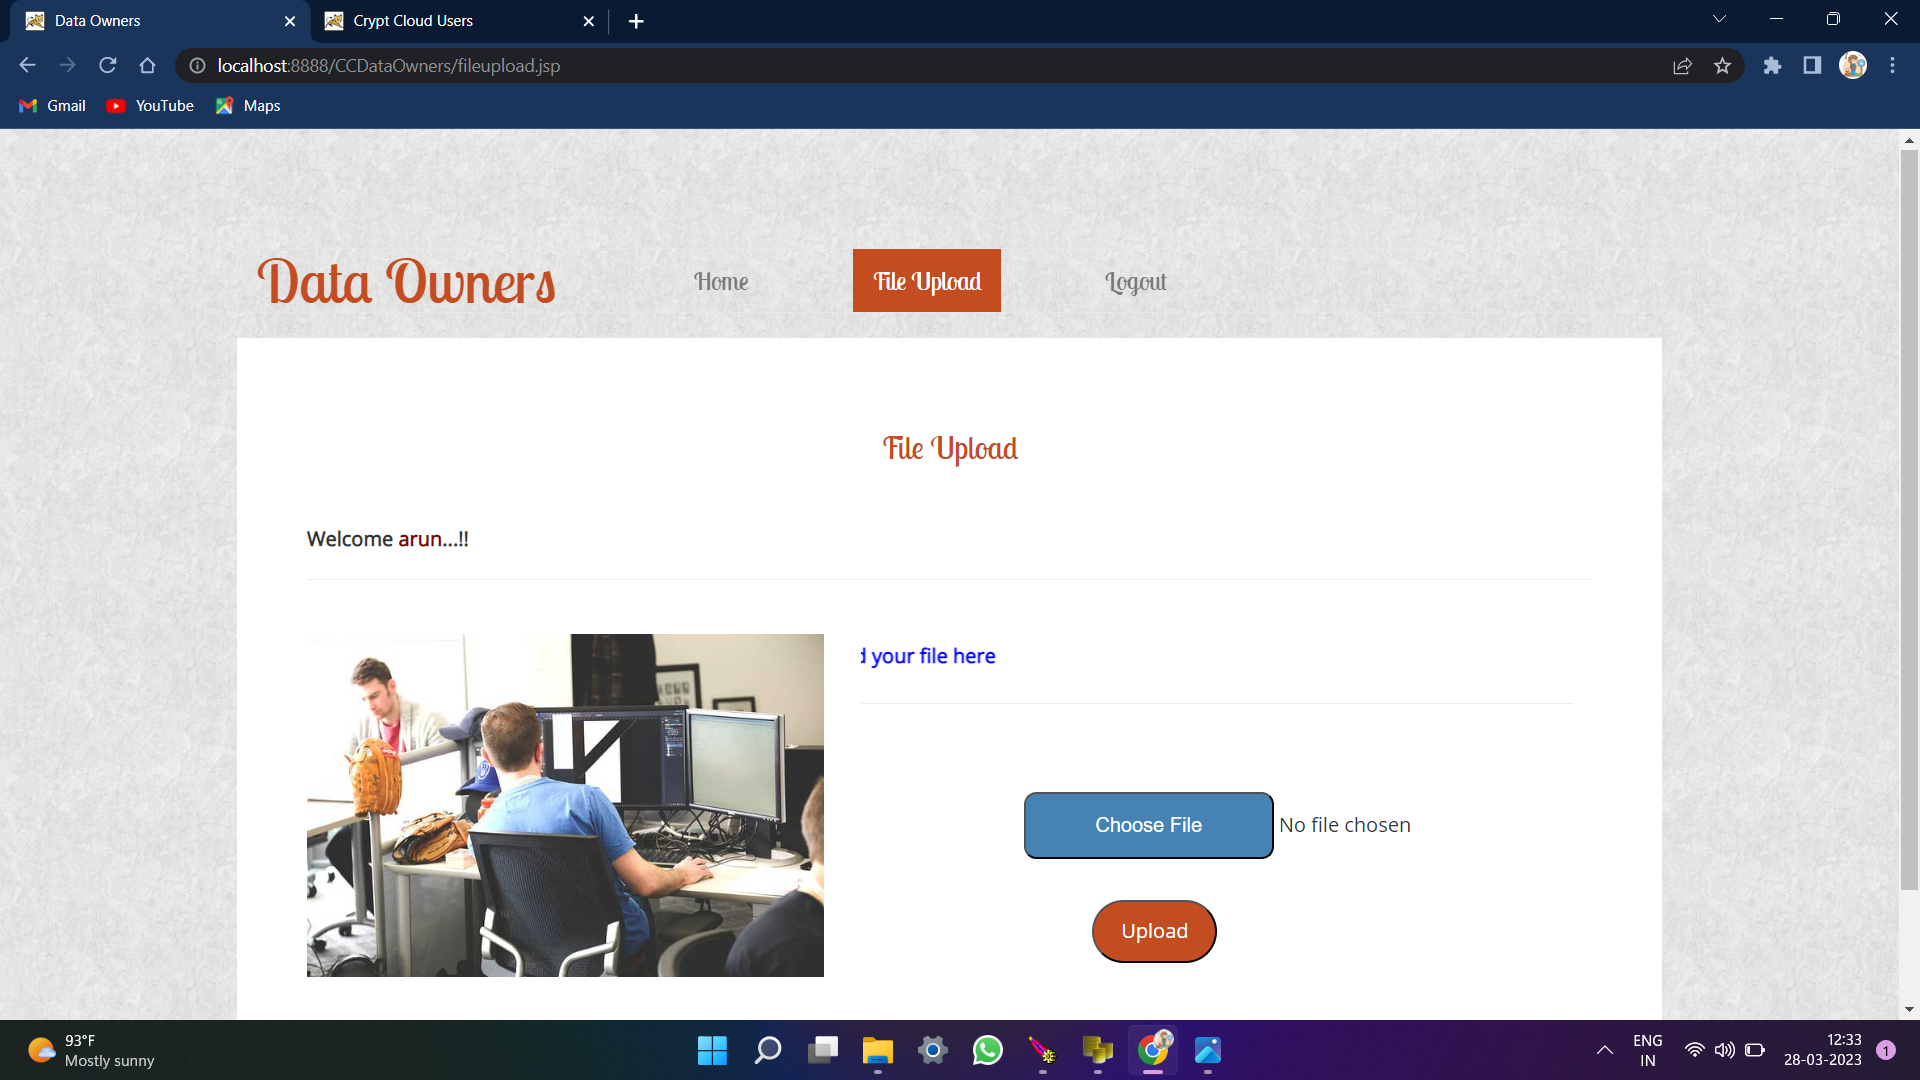 Data Owners
Crypt Cloud Users
localhost:8888/CCDataOwners/fileupload.jsp
Gmail
YouTube
Maps
Data Owners
Home
File Upload
Logout
File Upload
Welcome arun...!!
d your file here
Choose File No file chosen
Upload
93°F
Mostly sunny
ENG
IN
12:33
28-03-2023
1